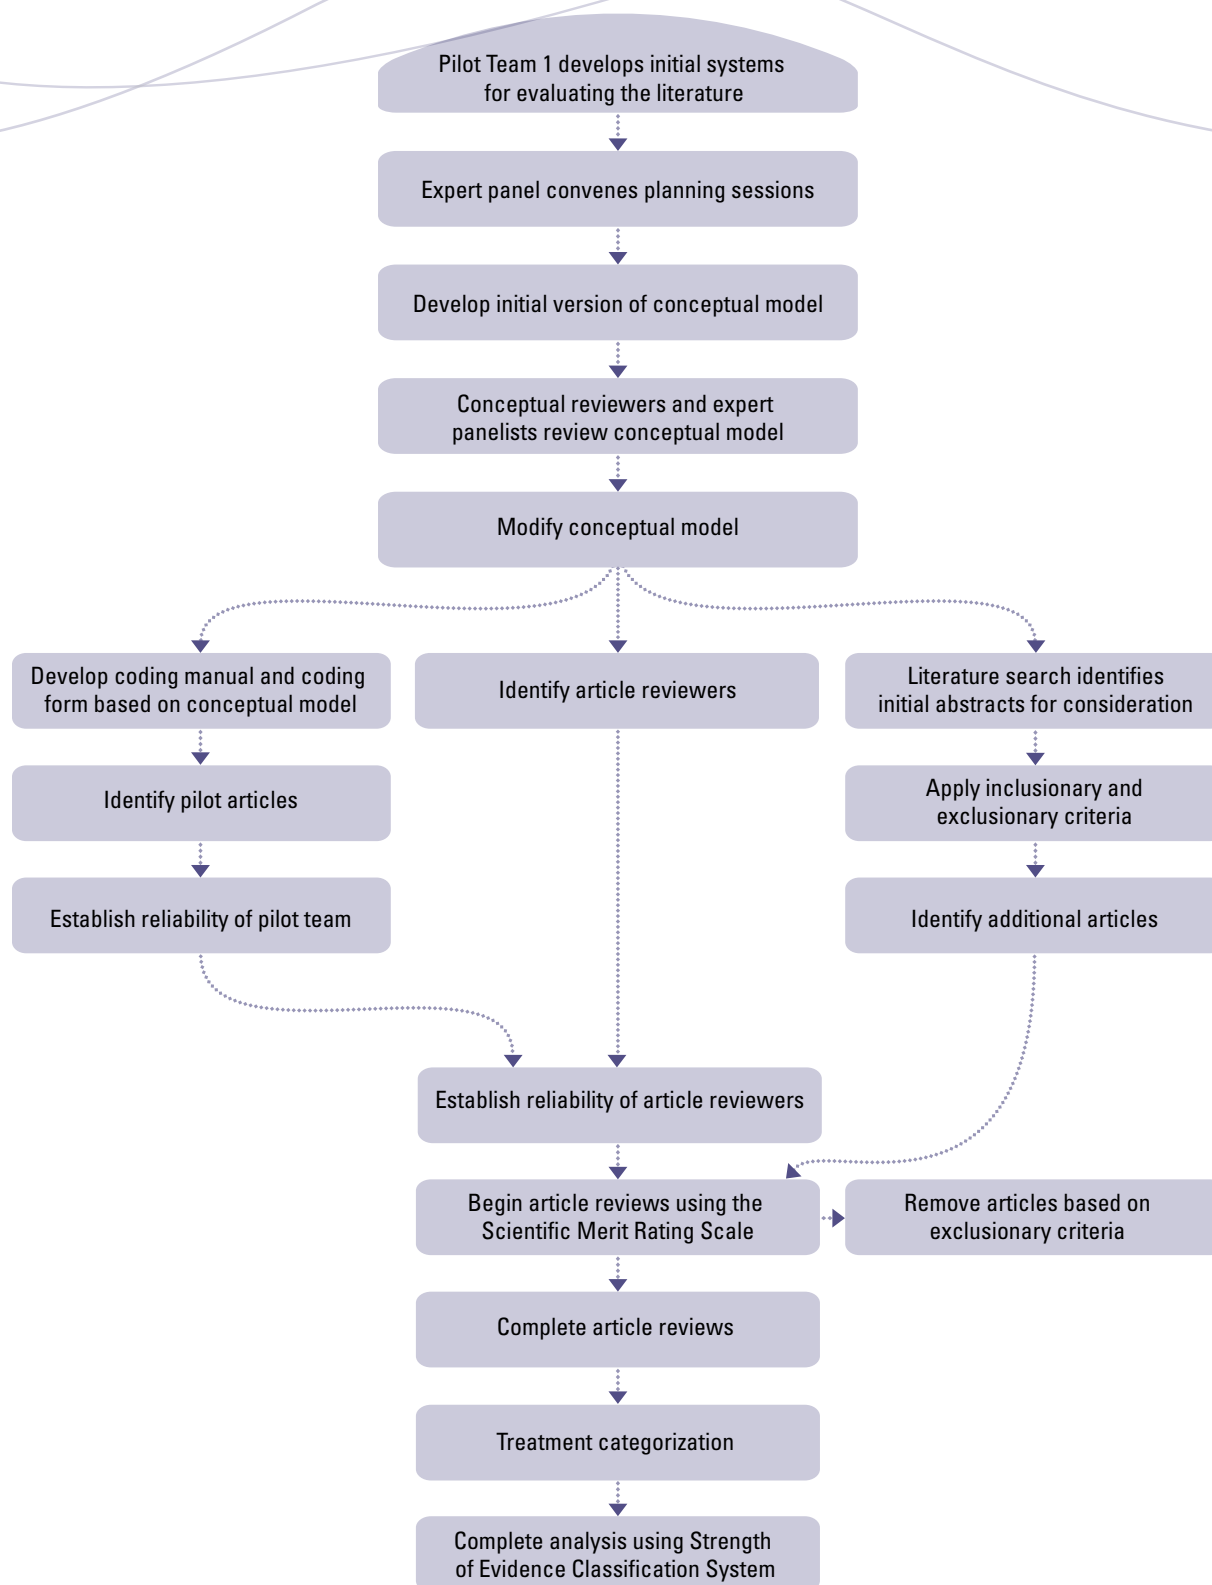 Pilot Team 1 develops initial systems
for evaluating the literature
Expert panel convenes planning sessions
Develop initial version of conceptual model
Conceptual reviewers and expert
panelists review conceptual model
Modify conceptual model
Develop coding manual and coding
form based on conceptual model
Identify pilot articles
Establish reliability of pilot team
Identify article reviewers
Literature search identifies
initial abstracts for consideration
Apply inclusionary and
exclusionary criteria
Identify additional articles
Establish reliability of article reviewers
Begin article reviews using the
Scientific Merit Rating Scale
Remove articles based on
exclusionary criteria
Complete article reviews
Treatment categorization
Complete analysis using Strength
of Evidence Classification System